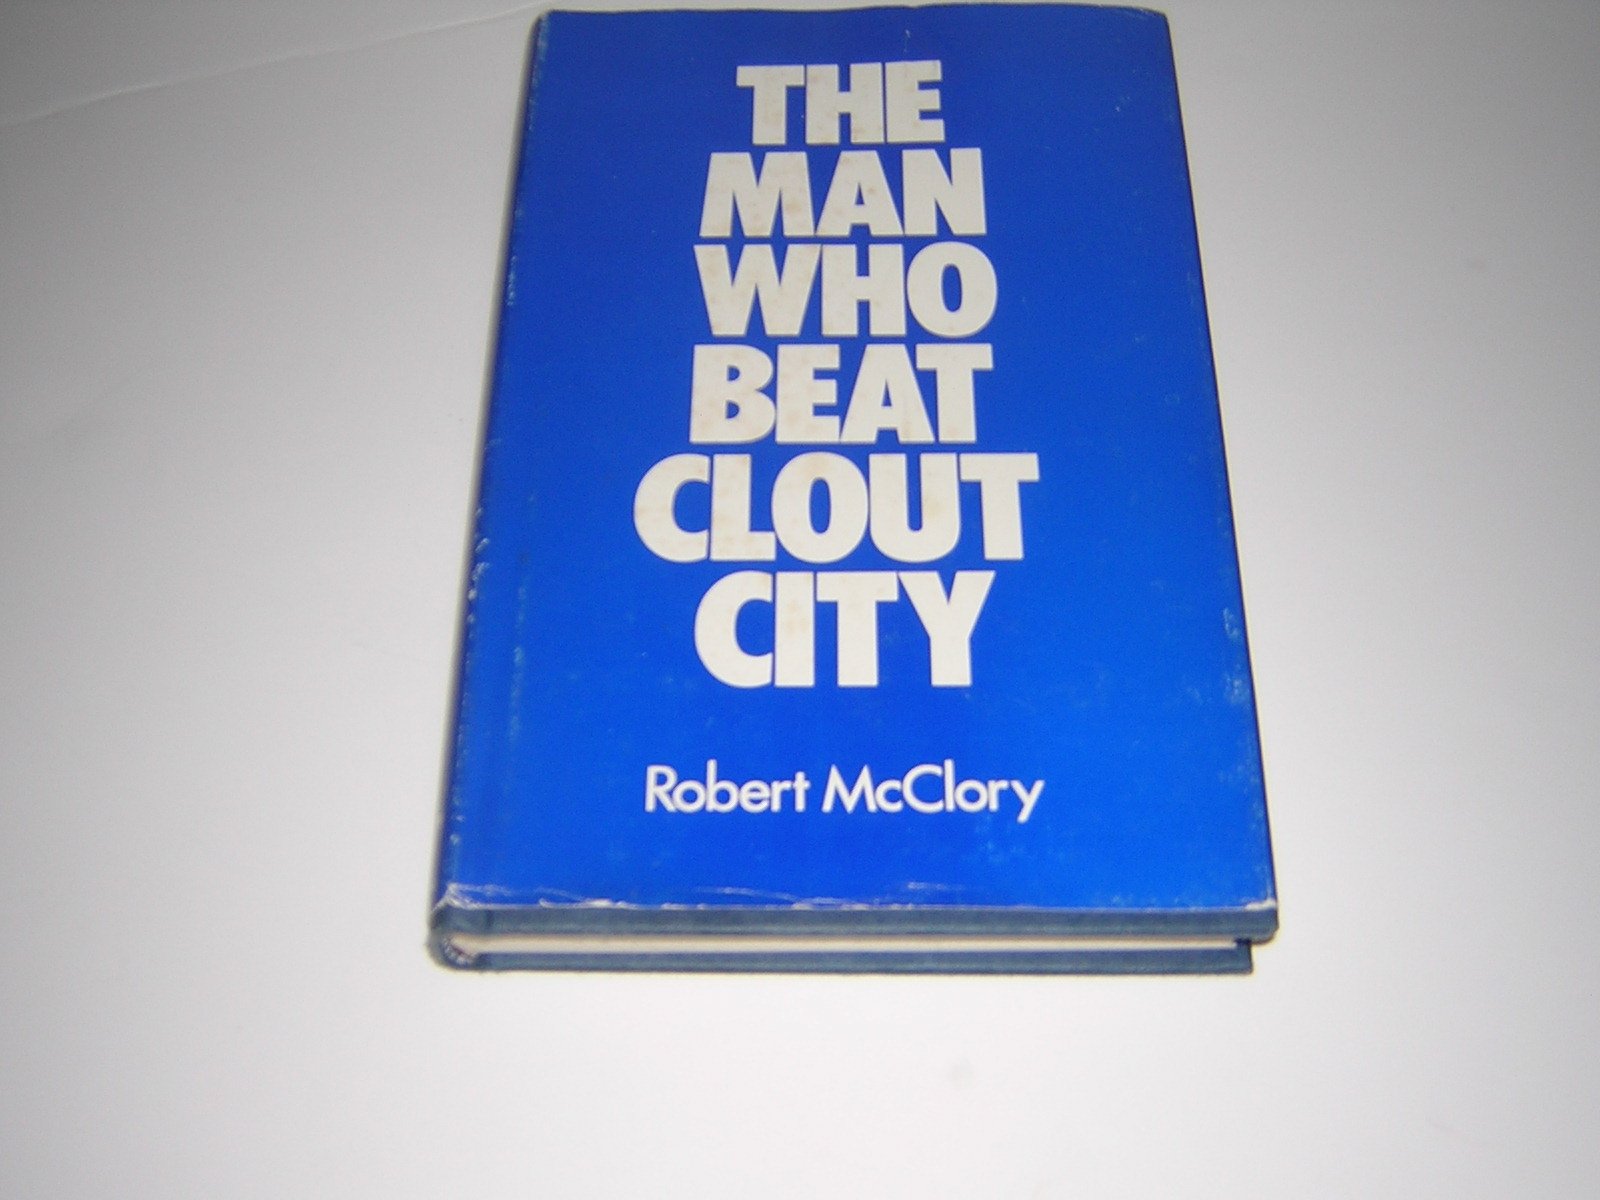 THE
MAN
WHO
BEAT
CLOUT
CITY
Robert McClory